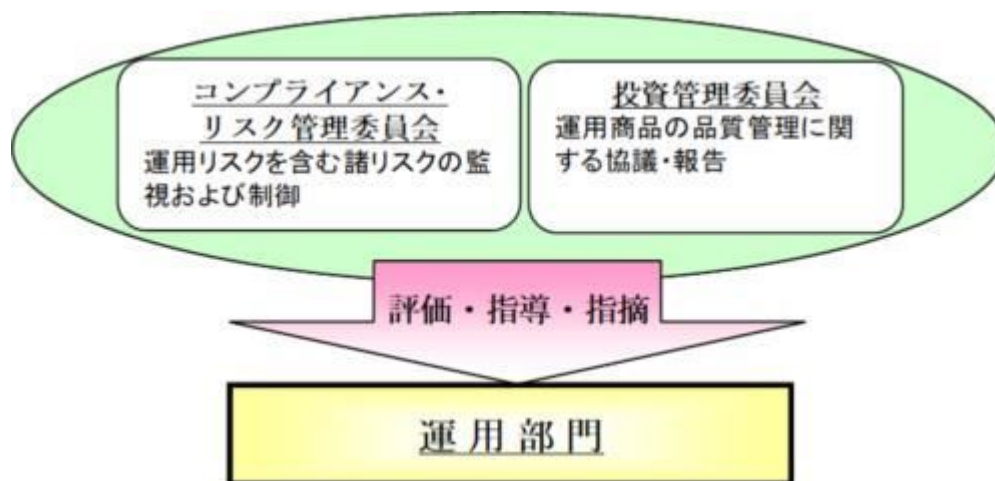 コンプライアンス・
リスク管理委員会
運用リスクを含む諸リスクの監
視および制御
投資管理委員会
運用商品の品質管理に関
する協議・報告
評価・指導・指摘
運用部門